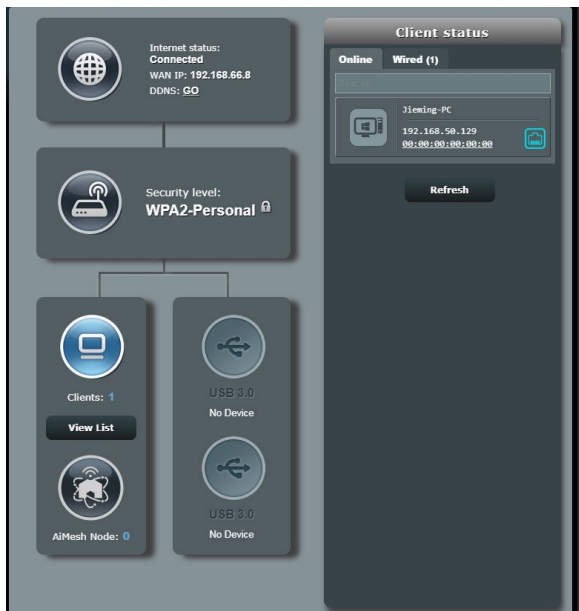 Internet status:
Connected
WAN IP: 192.168.66.8
DDNS: GO
Security level:
WPA2-Personal
Clients: 1
View List
AiMesh Node: 0
USB 3.0
No Device
USB 3.0
No Device
Client status
Online
Wired (1)
Search
Jieming-PC
192.168.50.129
00:00:00:00:00:00
Refresh